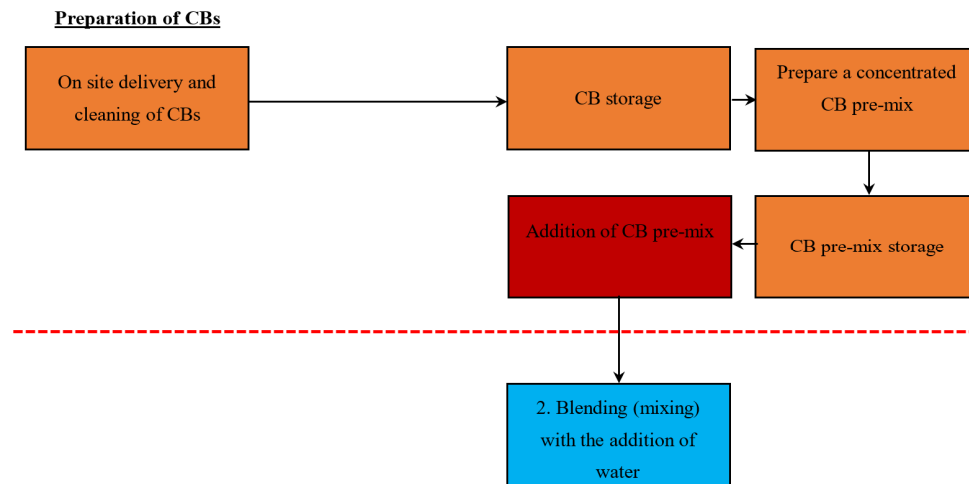 Preparation of CBs
On site delivery and
cleaning of CBs
CB storage
Prepare a concentrated
CB pre-mix
Addition of CB pre-mix
CB pre-mix storage
2. Blending (mixing)
with the addition of
water